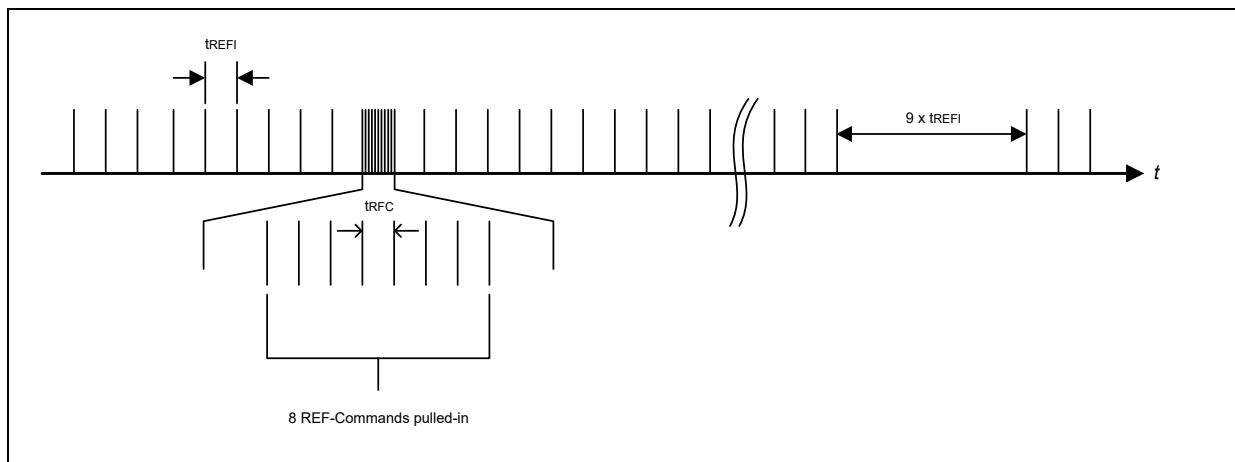 tREFI
9 x tREFI
t
tRFC
8 REF-Commands pulled-in